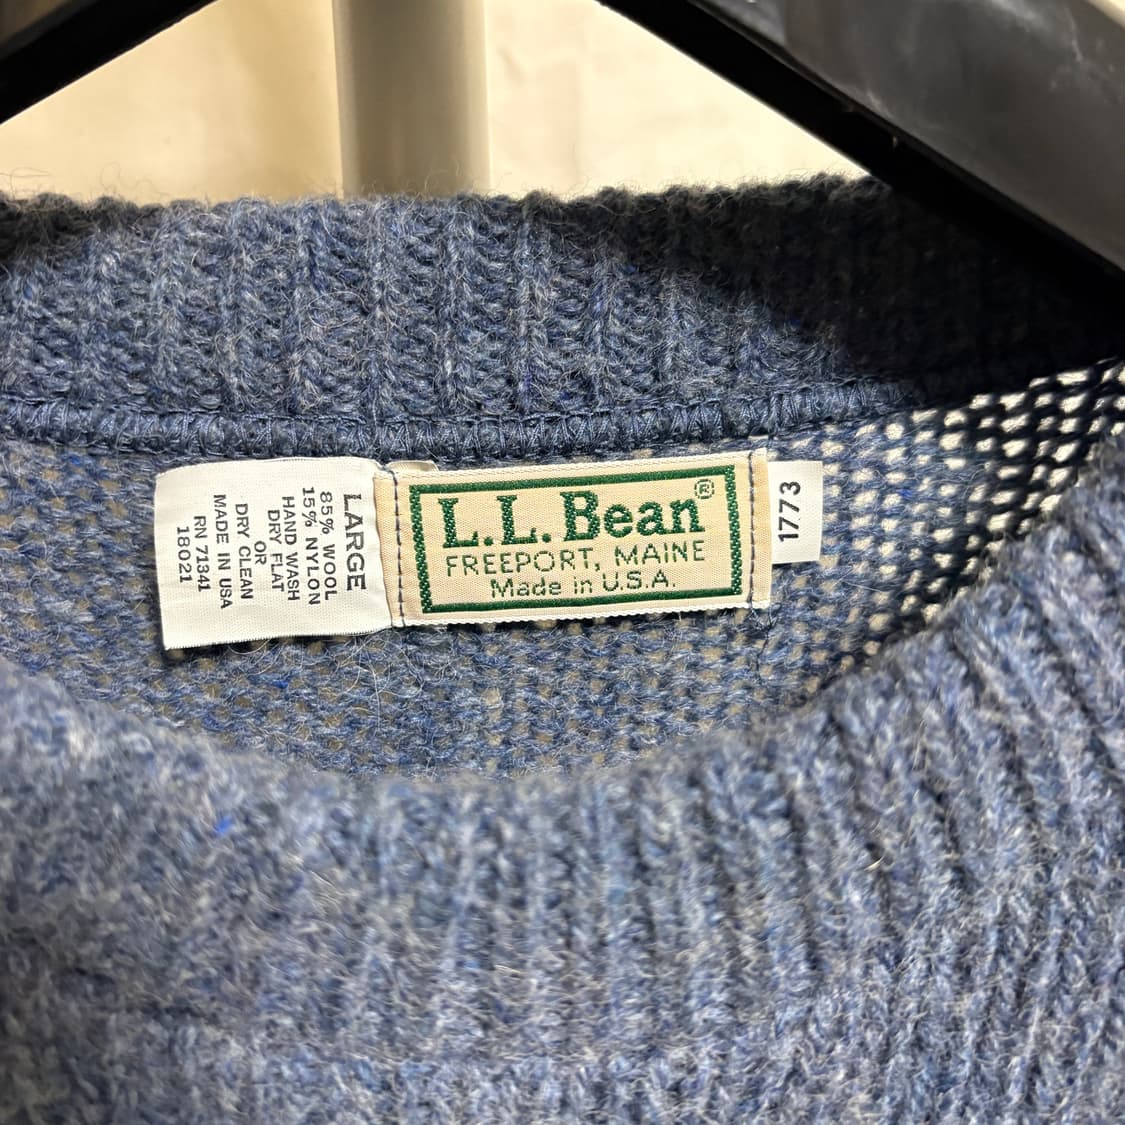 LARGE
85% WOOL
15% NYLON
HAND WASH
DRY FLAT
OR
DRY CLEAN
MADE IN USA
RN 71341
18021
L.L.Bean®
FREEPORT, MAINE
Made in U.S.A.
1773